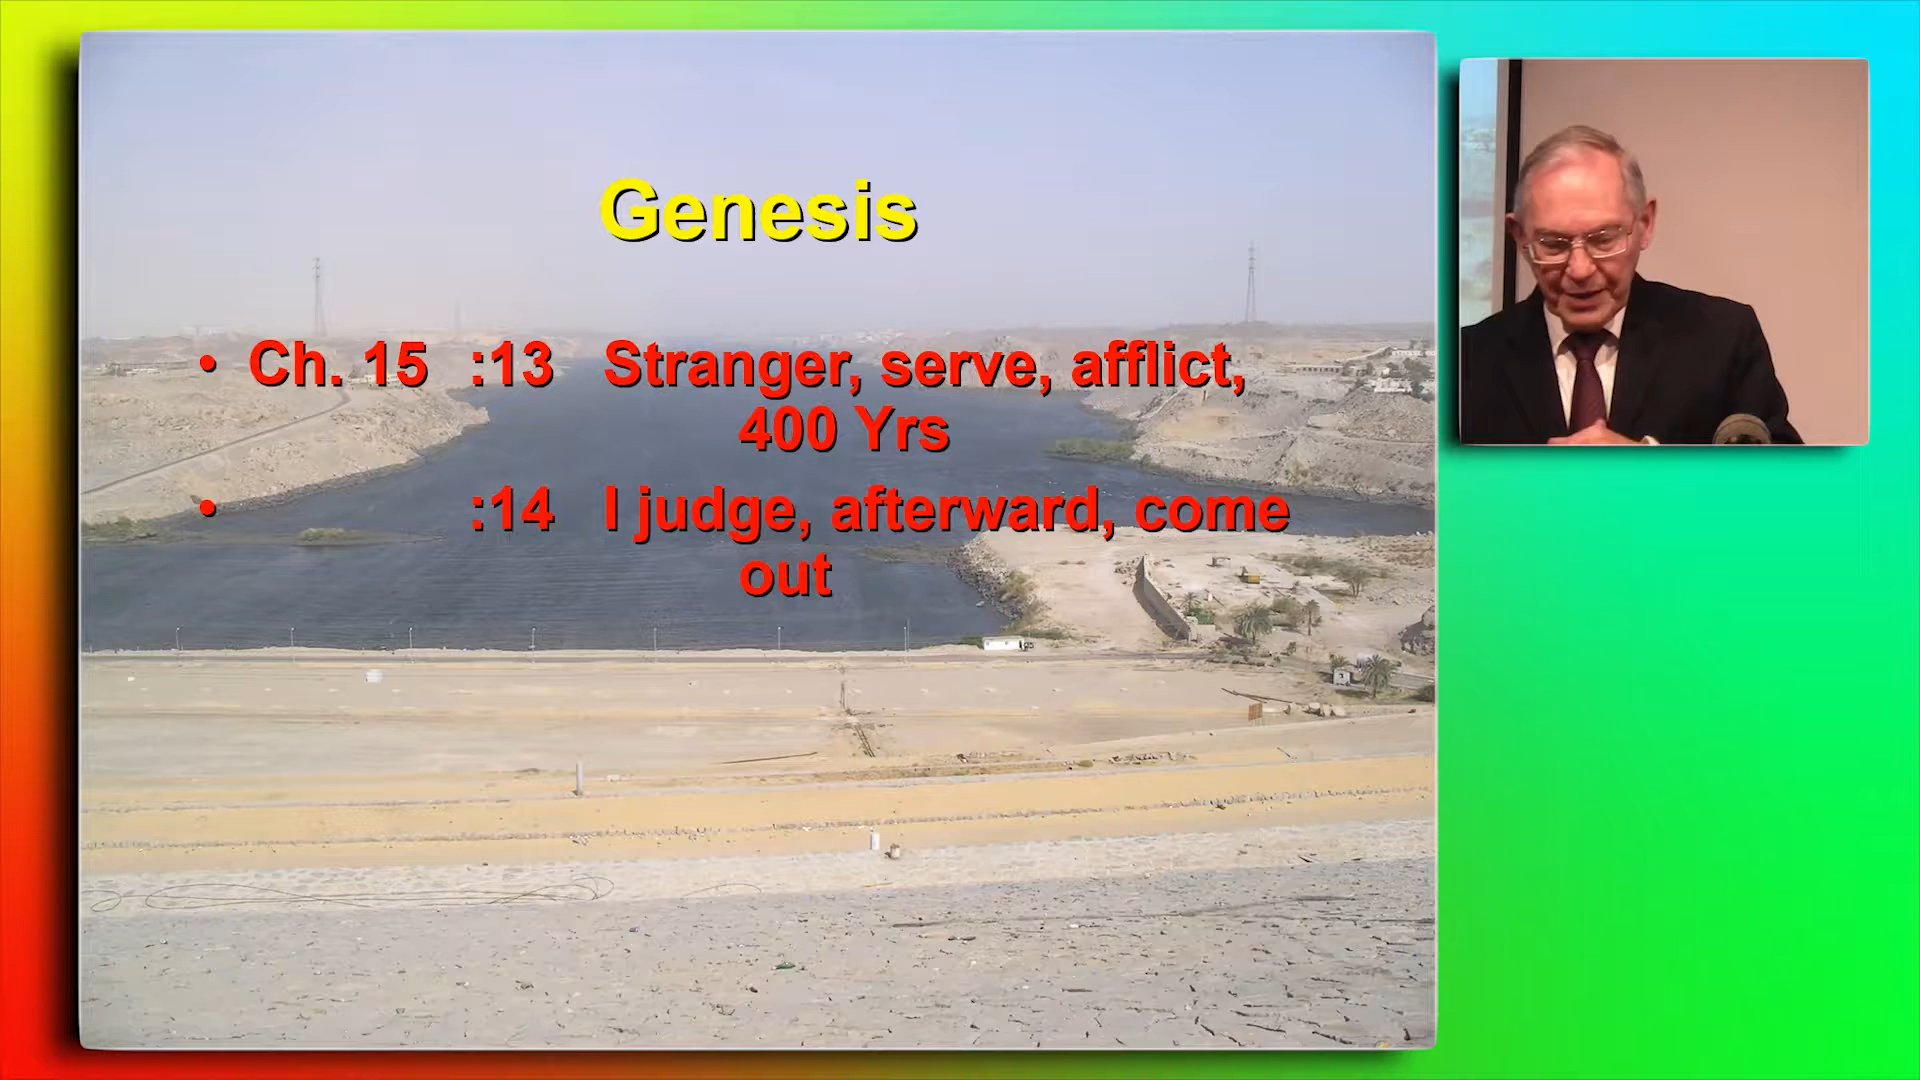 Genesis
• Ch. 15 :13 Stranger, serve, afflict,
400 Yrs
• :14 I judge, afterward, come
out